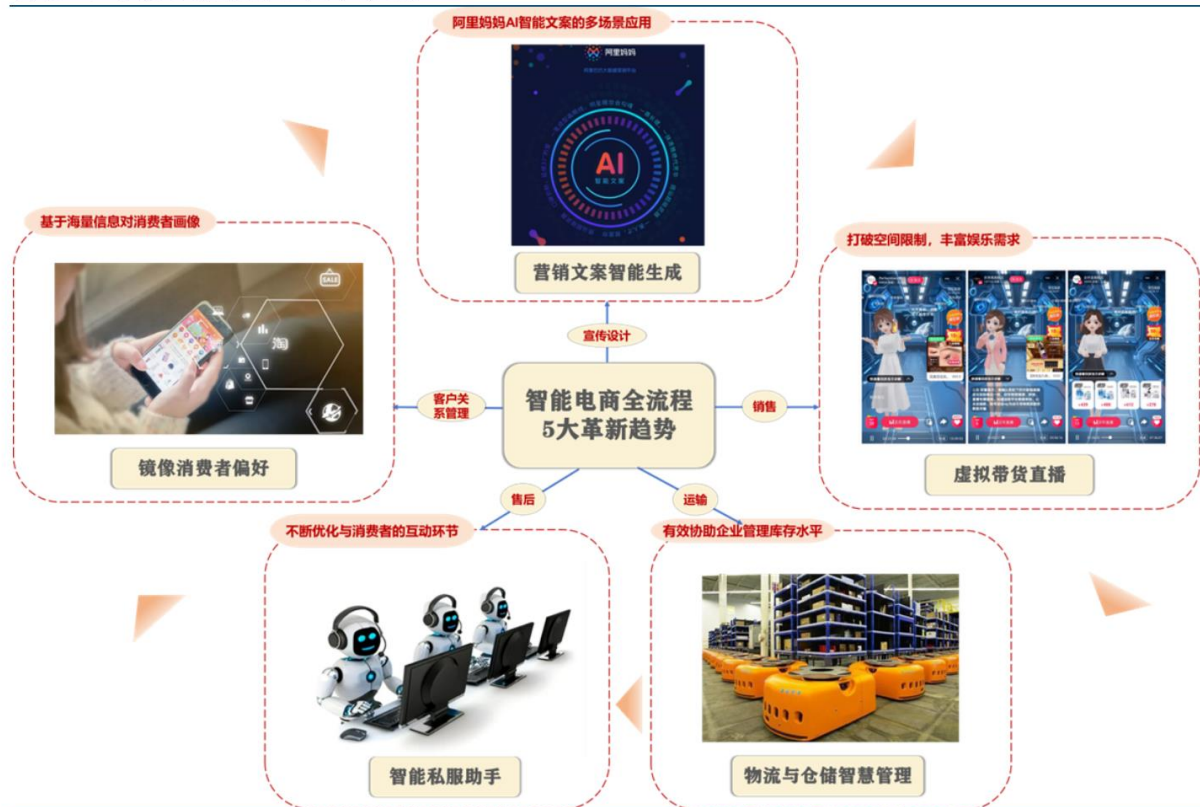 阿里妈妈AI智能文案的多场景应用
阿里妈妈
AI
智能文案
营销文案智能生成
宣传设计
基于海量信息对消费者画像
SALE
淘
镜像消费者偏好
客户关
系管理
智能电商全流程
5大革新趋势
销售
打破空间限制，丰富娱乐需求
虚拟带货直播
售后
运输
不断优化与消费者的互动环节
智能私服助手
有效协助企业管理库存水平
物流与仓储智慧管理